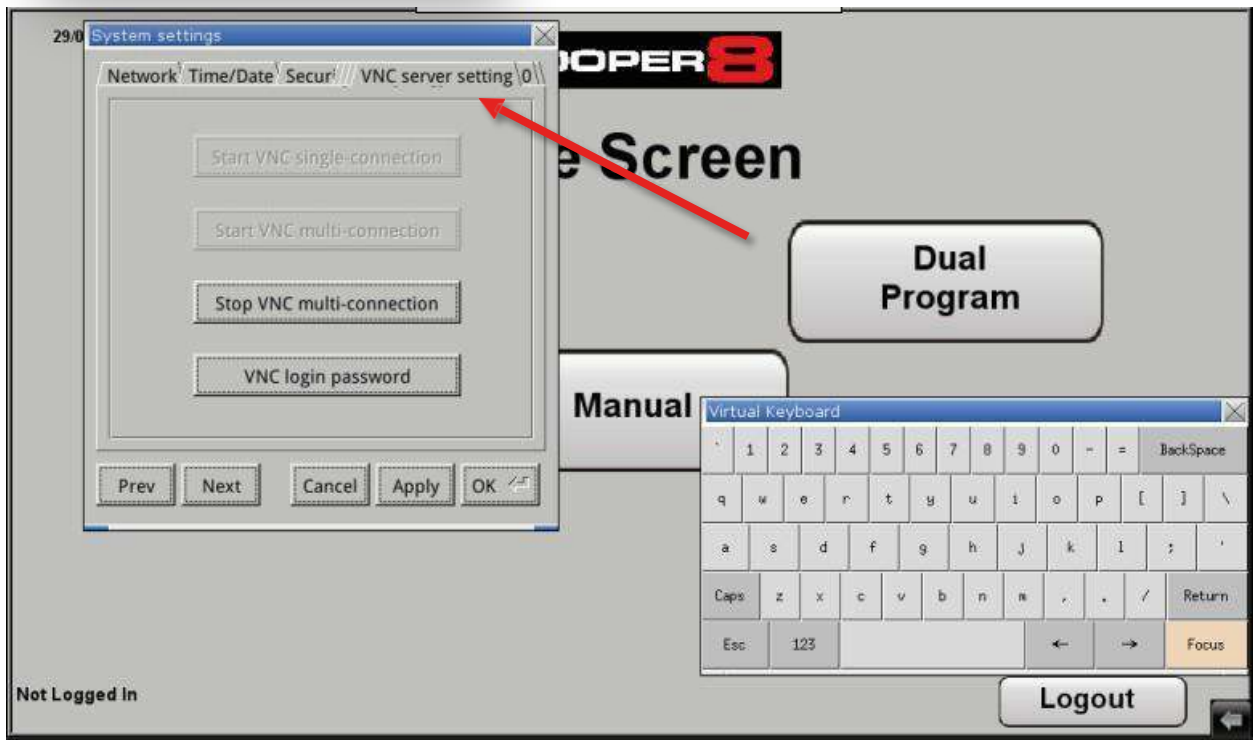 29/0
System settings
OOPER8
Network Time/Date Secur VNC server setting 0
e Screen
Start VNC single-connection
Start VNC multi-connection
Stop VNC multi-connection
VNC login password
Prev Next Cancel Apply OK
Dual
Program
Manual
Virtual Keyboard
` 1 2 3 4 5 6 7 8 9 0 - = BackSpace
q w e r t y u i o p [ ] \
a s d f g h j k l ; '
Caps z x c v b n m , . / Return
Esc 123 ← → Focus
Not Logged In
Logout